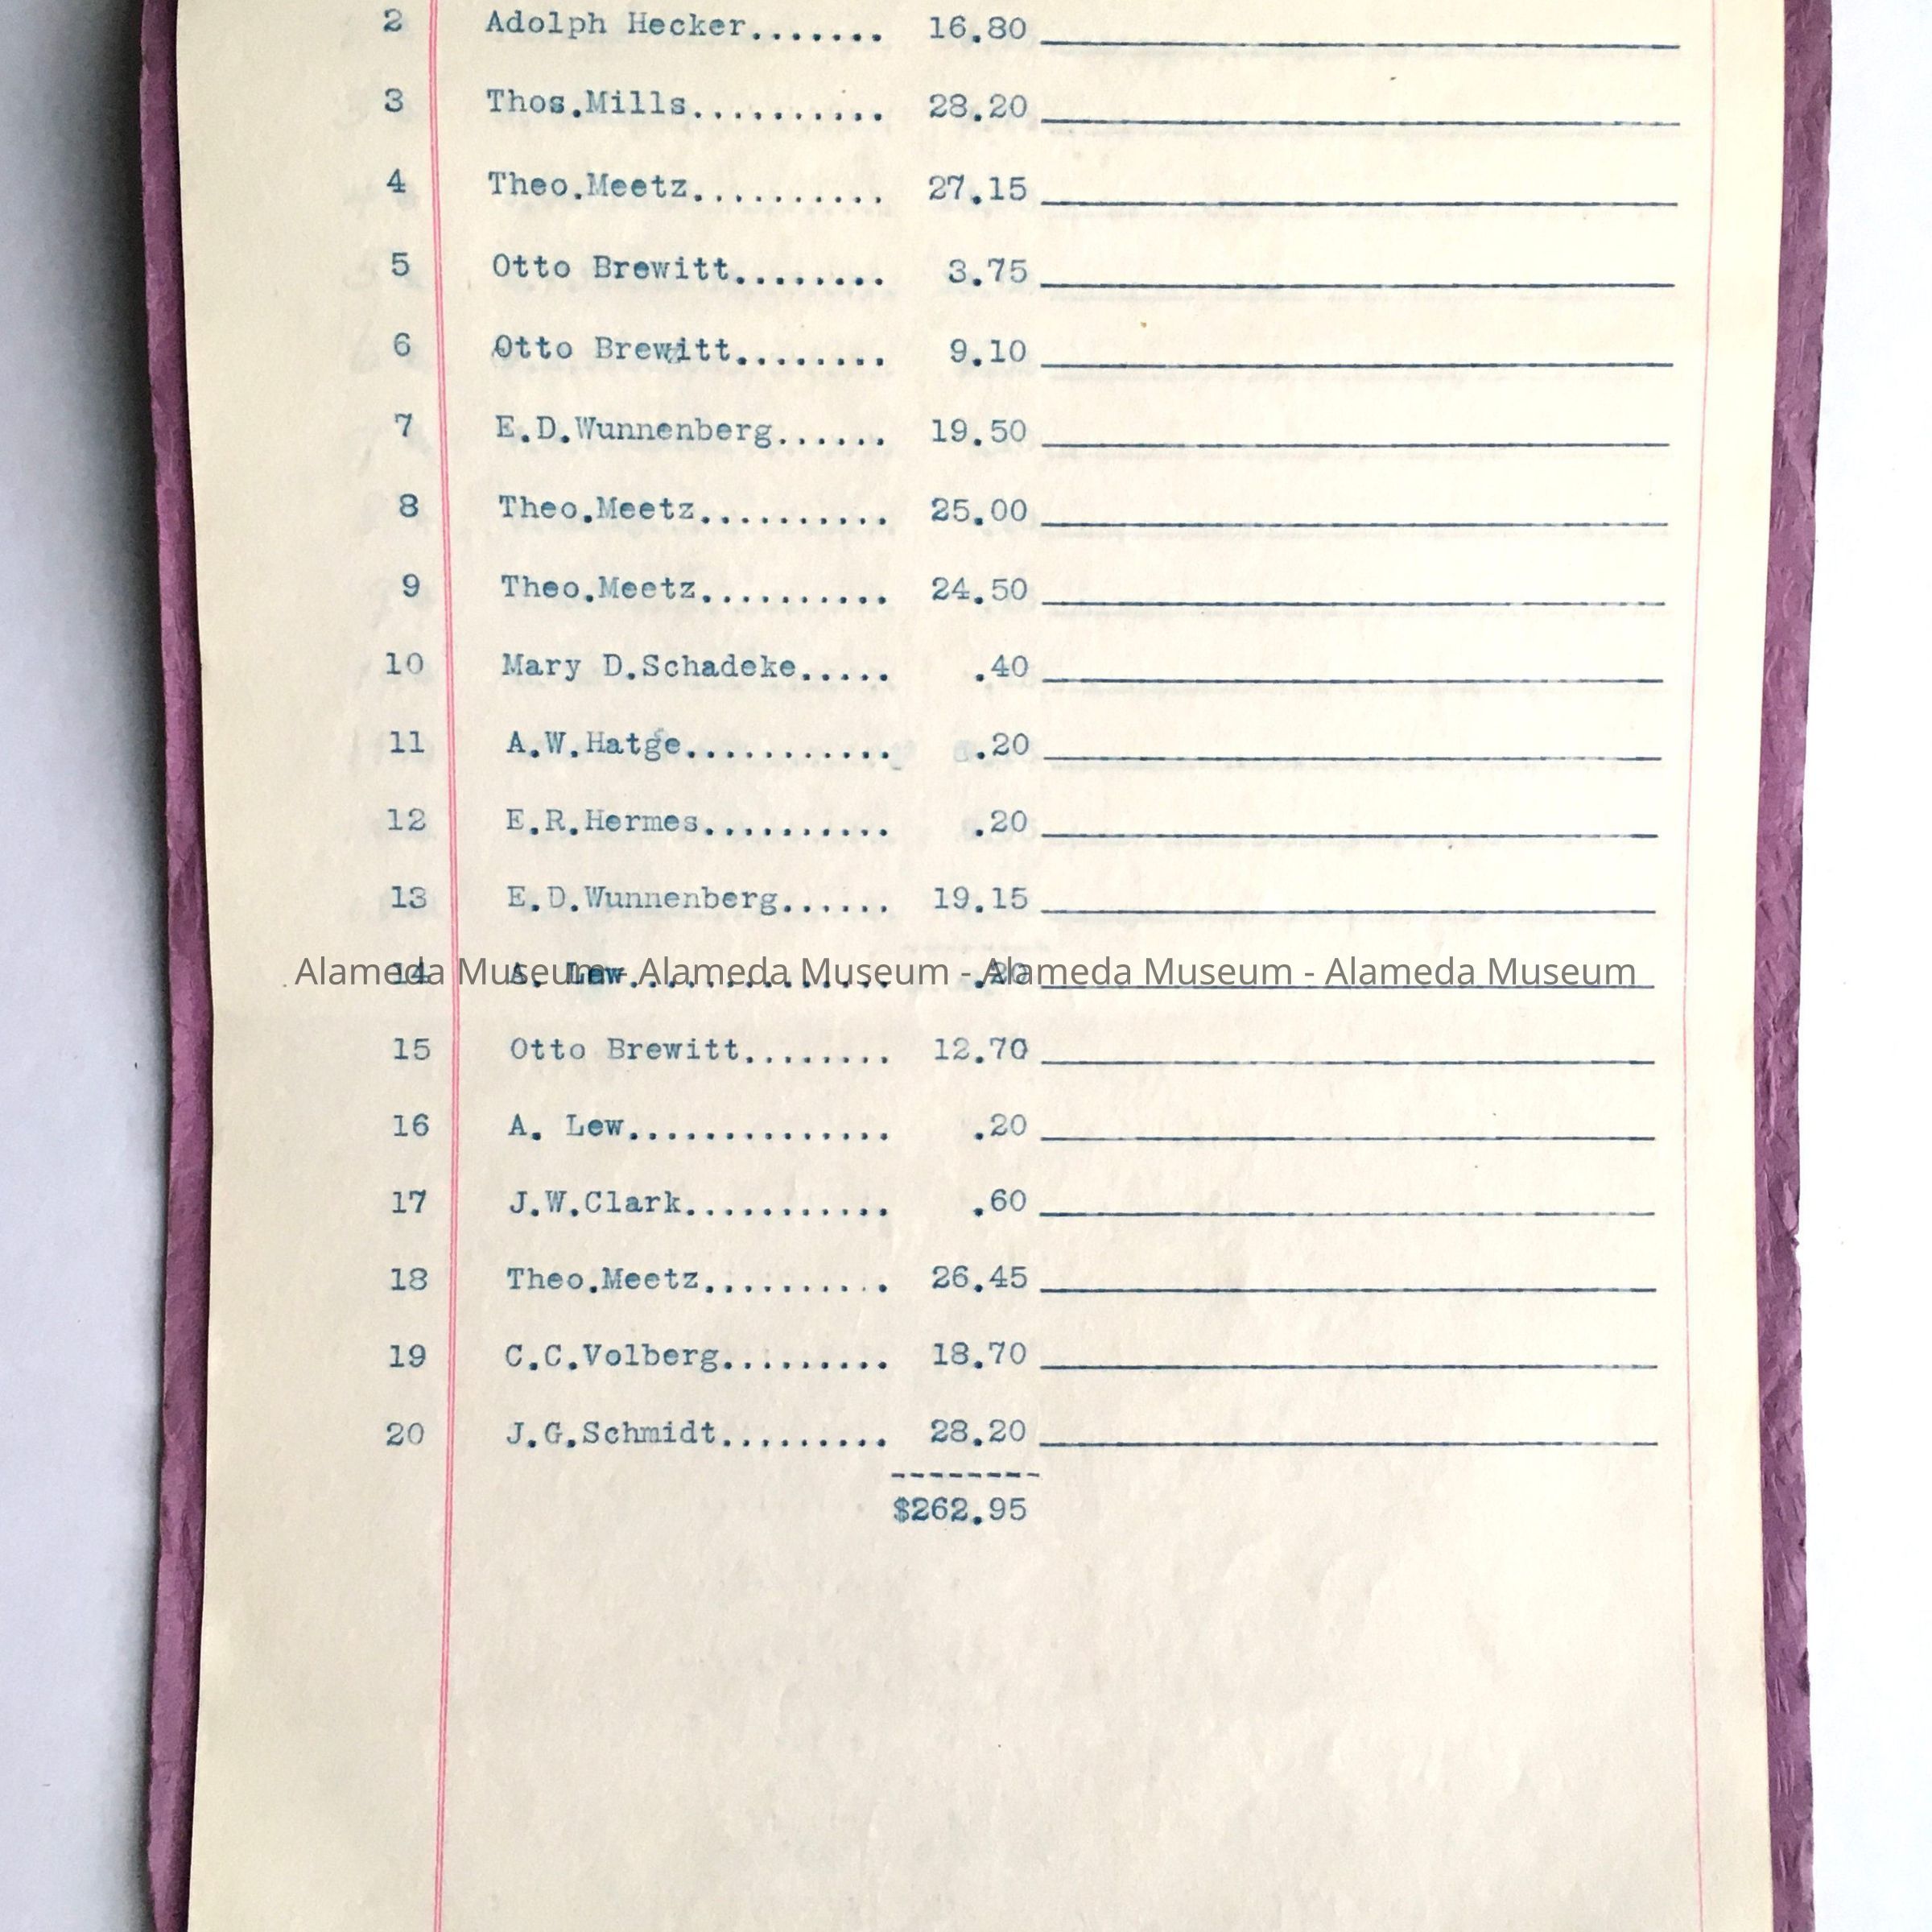 2 Adolph Hecker....... 16.80
3 Thos.Mills.......... 28.20
4 Theo.Meetz.......... 27.15
5 Otto Brewitt........ 3.75
6 Otto Brewitt........ 9.10
7 E.D.Wunnenberg...... 19.50
8 Theo.Meetz.......... 25.00
9 Theo.Meetz.......... 24.50
10 Mary D.Schadeke..... .40
11 A.W.Hatge........... .20
12 E.R.Hermes.......... .20
13 E.D.Wunnenberg...... 19.15
14 A. Lew.............. .20
Alameda Museum - Alameda Museum - Alameda Museum - Alameda Museum
15 Otto Brewitt........ 12.70
16 A. Lew.............. .20
17 J.W.Clark........... .60
18 Theo.Meetz.......... 26.45
19 C.C.Volberg......... 18.70
20 J.G.Schmidt......... 28.20
--------
$262.95